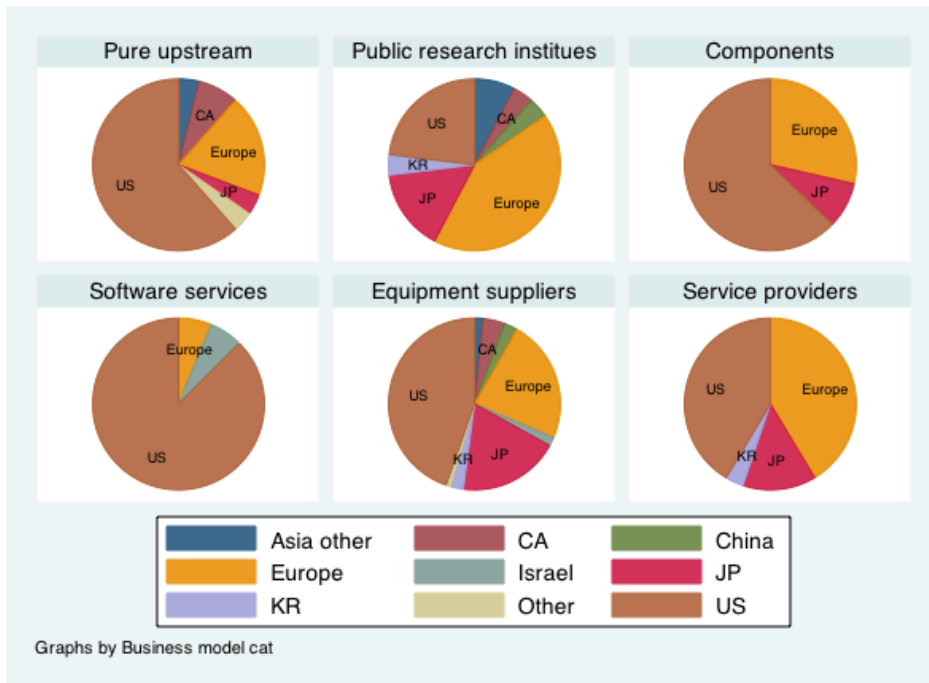 Pure upstream
Public research institues
Components
CA
Europe
JP
US
US
CA
KR
JP
Europe
Europe
US
JP
Software services
Equipment suppliers
Service providers
Europe
US
CA
US
Europe
KR
JP
US
Europe
KR
JP
Asia other
CA
China
Europe
Israel
JP
KR
Other
US
Graphs by Business model cat